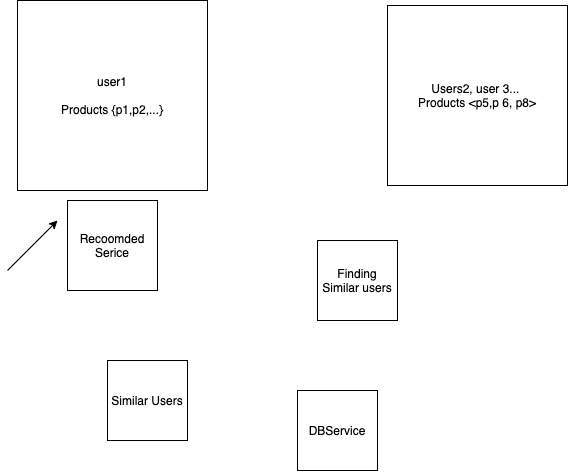 user1
Products {p1,p2,...}
Users2, user 3...
Products <p5,p 6, p8>
Recoomded
Serice
Finding
Similar users
Similar Users
DBService